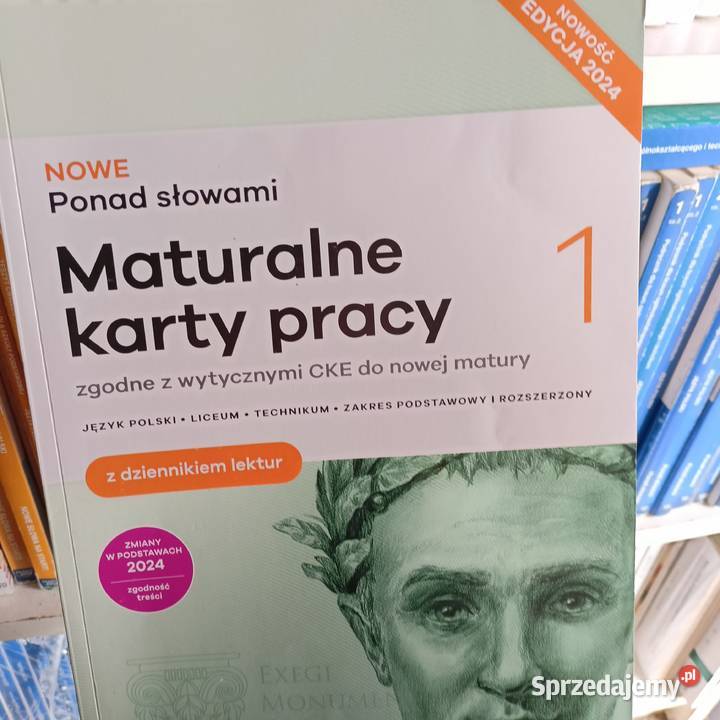 NOWOŚĆ
EDYCJA 2024
NOWE
Ponad słowami
Maturalne
karty pracy
1
zgodne z wytycznymi CKE do nowej matury
JĘZYK POLSKI • LICEUM • TECHNIKUM • ZAKRES PODSTAWOWY I ROZSZERZONY
z dziennikiem lektur
ZMIANY
W PODSTAWACH
2024
zgodność
treści
EXEGI
Sprzedajemy.pl